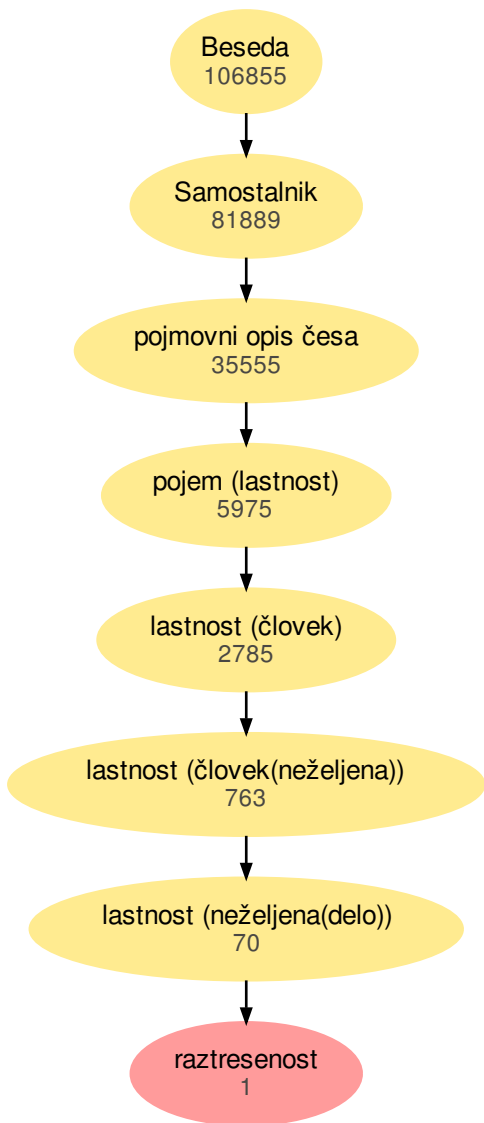 Beseda
106855
Samostalnik
81889
pojmovni opis česa
35555
pojem (lastnost)
5975
lastnost (človek)
2785
lastnost (človek(neželjena))
763
lastnost (neželjena(delo))
70
raztresenost
1